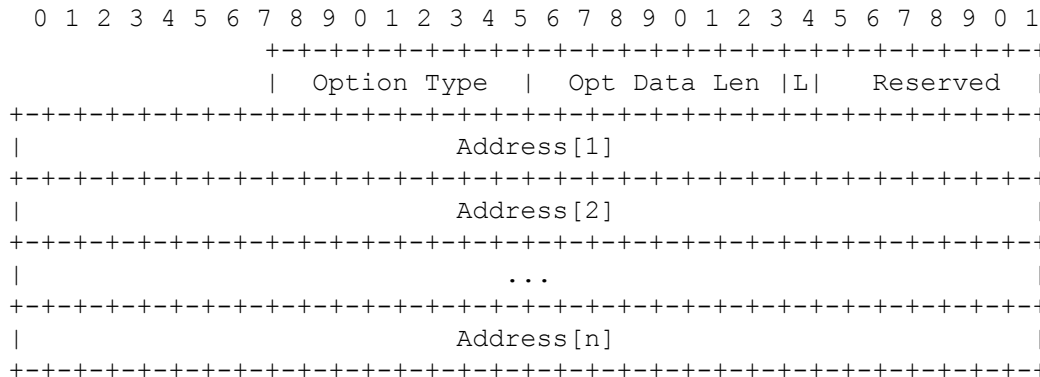 0 1 2 3 4 5 6 7 8 9 0 1 2 3 4 5 6 7 8 9 0 1 2 3 4 5 6 7 8 9 0 1
+-+-+-+-+-+-+-+-+-+-+-+-+-+-+-+-+-+-+-+-+-+-+-+-+
| Option Type | Opt Data Len |L| Reserved |
+-+-+-+-+-+-+-+-+-+-+-+-+-+-+-+-+-+-+-+-+-+-+-+-+-+-+-+-+-+-+-+-+
| Address[1] |
+-+-+-+-+-+-+-+-+-+-+-+-+-+-+-+-+-+-+-+-+-+-+-+-+-+-+-+-+-+-+-+-+
| Address[2] |
+-+-+-+-+-+-+-+-+-+-+-+-+-+-+-+-+-+-+-+-+-+-+-+-+-+-+-+-+-+-+-+-+
| ... |
+-+-+-+-+-+-+-+-+-+-+-+-+-+-+-+-+-+-+-+-+-+-+-+-+-+-+-+-+-+-+-+-+
| Address[n] |
+-+-+-+-+-+-+-+-+-+-+-+-+-+-+-+-+-+-+-+-+-+-+-+-+-+-+-+-+-+-+-+-+